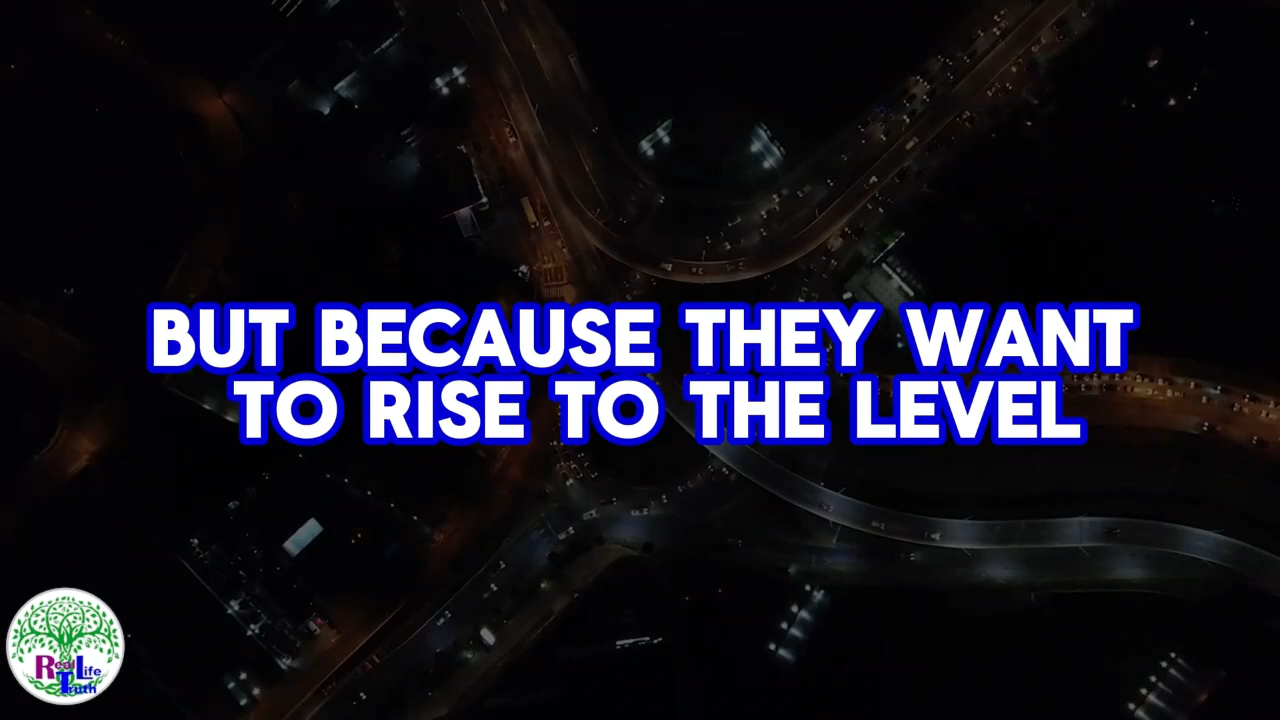 BUT BECAUSE THEY WANT
TO RISE TO THE LEVEL
Real Life
Truth